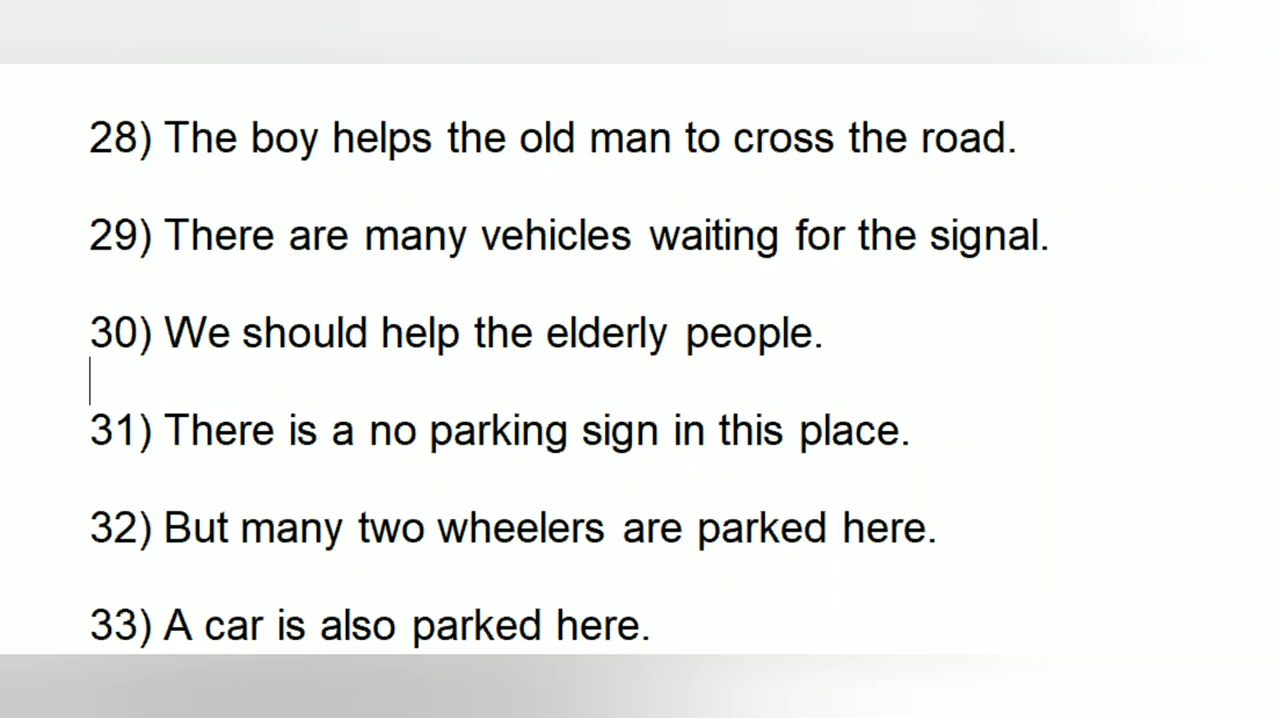 28) The boy helps the old man to cross the road.
29) There are many vehicles waiting for the signal.
30) We should help the elderly people.
31) There is a no parking sign in this place.
32) But many two wheelers are parked here.
33) A car is also parked here.